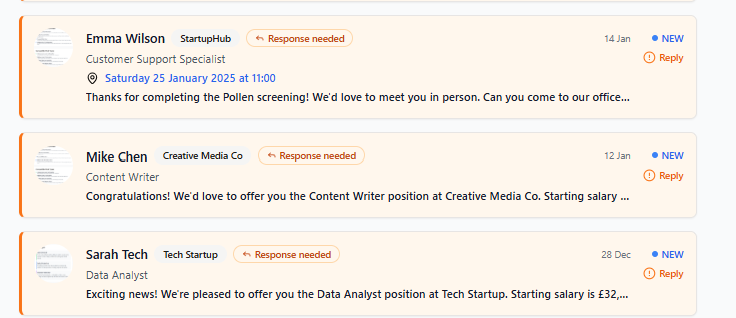 Emma Wilson StartupHub Response needed 14 Jan NEW
Customer Support Specialist Reply
Saturday 25 January 2025 at 11:00
Thanks for completing the Pollen screening! We'd love to meet you in person. Can you come to our office...
Mike Chen Creative Media Co Response needed 12 Jan NEW
Content Writer Reply
Congratulations! We'd love to offer you the Content Writer position at Creative Media Co. Starting salary ...
Sarah Tech Tech Startup Response needed 28 Dec NEW
Data Analyst Reply
Exciting news! We're pleased to offer you the Data Analyst position at Tech Startup. Starting salary is £32,...